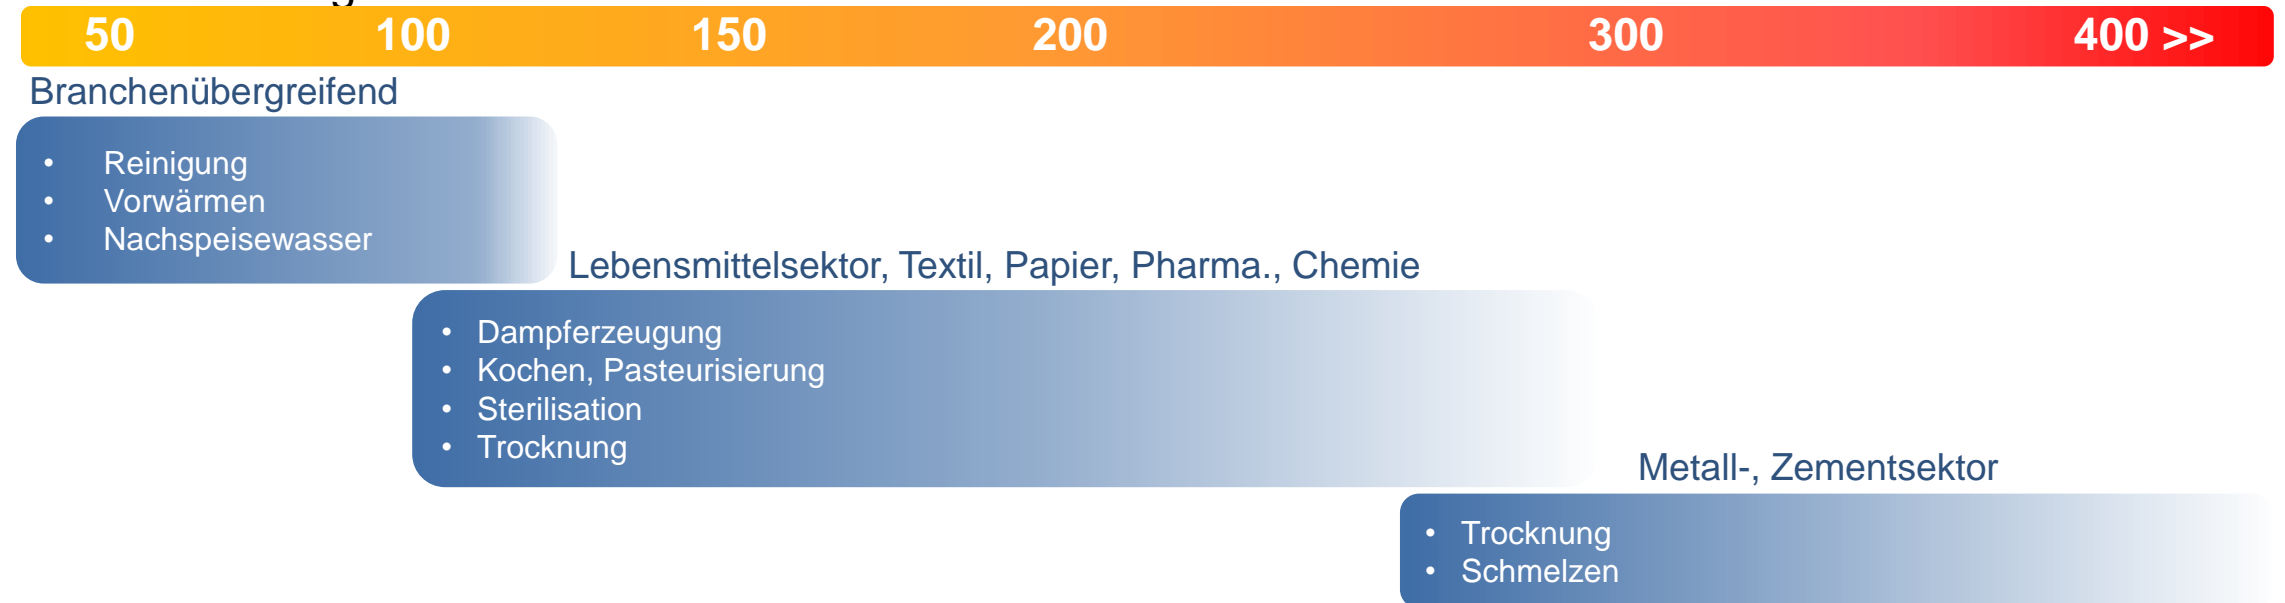 50 100 150 200 300 400 >>
Branchenübergreifend
• Reinigung
• Vorwärmen
• Nachspeisewasser
Lebensmittelsektor, Textil, Papier, Pharma., Chemie
• Dampferzeugung
• Kochen, Pasteurisierung
• Sterilisation
• Trocknung
Metall-, Zementsektor
• Trocknung
• Schmelzen